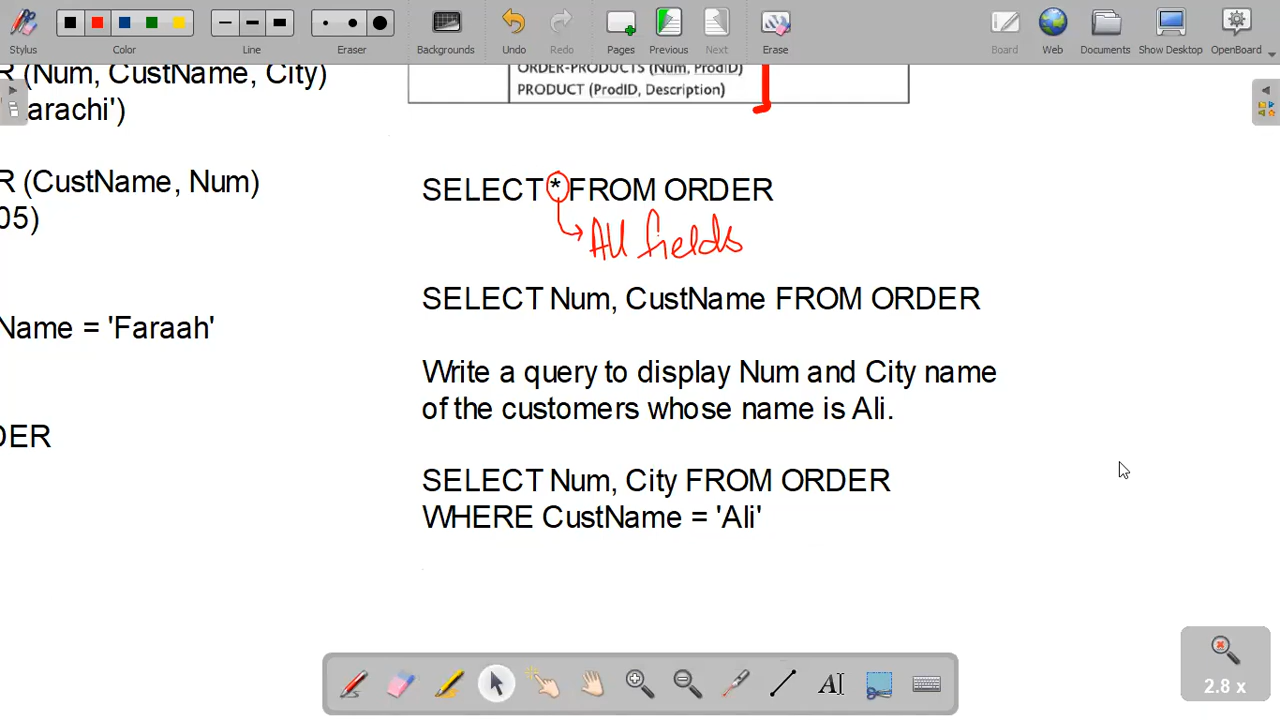 Stylus
Color
Line
Eraser
Backgrounds
Undo
Redo
Pages
Previous
Next
Erase
Board
Web
Documents
Show Desktop
OpenBoard
R (Num, CustName, City)
arachi')
R (CustName, Num)
05)
Name = 'Faraah'
DER
ORDER-PRODUCTS (Num, ProdID)
PRODUCT (ProdID, Description)
SELECT * FROM ORDER
All fields
SELECT Num, CustName FROM ORDER
Write a query to display Num and City name
of the customers whose name is Ali.
SELECT Num, City FROM ORDER
WHERE CustName = 'Ali'
AI
2.8 x